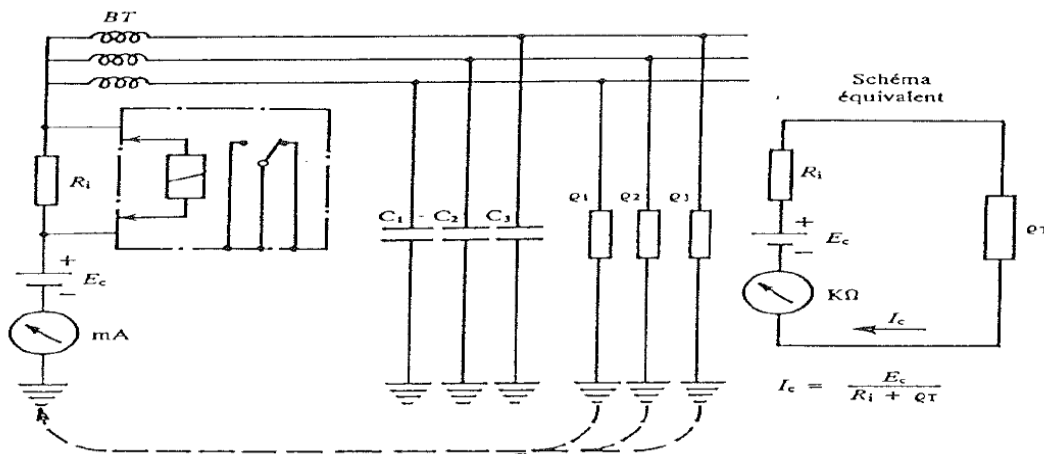 BT
Schéma
équivalent
Ri
C1 - C2 C3
ϱ1 ϱ2 ϱ3
+
Ec
−
mA
Ri
+
Ec
−
KΩ
ϱT
Ic
Ic = Ec / Ri + ϱT